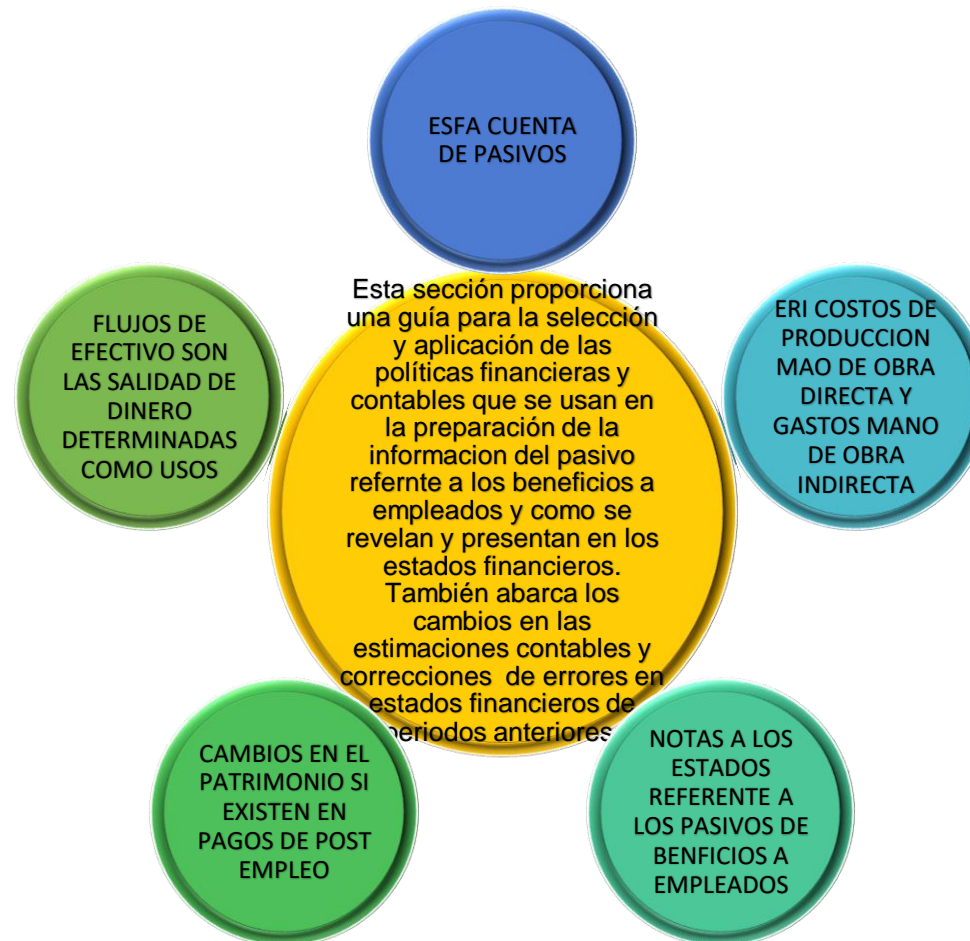 ESFA CUENTA
DE PASIVOS
Esta sección proporciona
una guía para la selección
y aplicación de las
políticas financieras y
contables que se usan en
la preparación de la
informacion del pasivo
refernte a los beneficios a
empleados y como se
revelan y presentan en los
estados financieros.
También abarca los
cambios en las
estimaciones contables y
correcciones de errores en
estados financieros de
periodos anteriores.
ERI COSTOS DE
PRODUCCION
MAO DE OBRA
DIRECTA Y
GASTOS MANO
DE OBRA
INDIRECTA
NOTAS A LOS
ESTADOS
REFERENTE A
LOS PASIVOS DE
BENFICIOS A
EMPLEADOS
CAMBIOS EN EL
PATRIMONIO SI
EXISTEN EN
PAGOS DE POST
EMPLEO
FLUJOS DE
EFECTIVO SON
LAS SALIDAD DE
DINERO
DETERMINADAS
COMO USOS